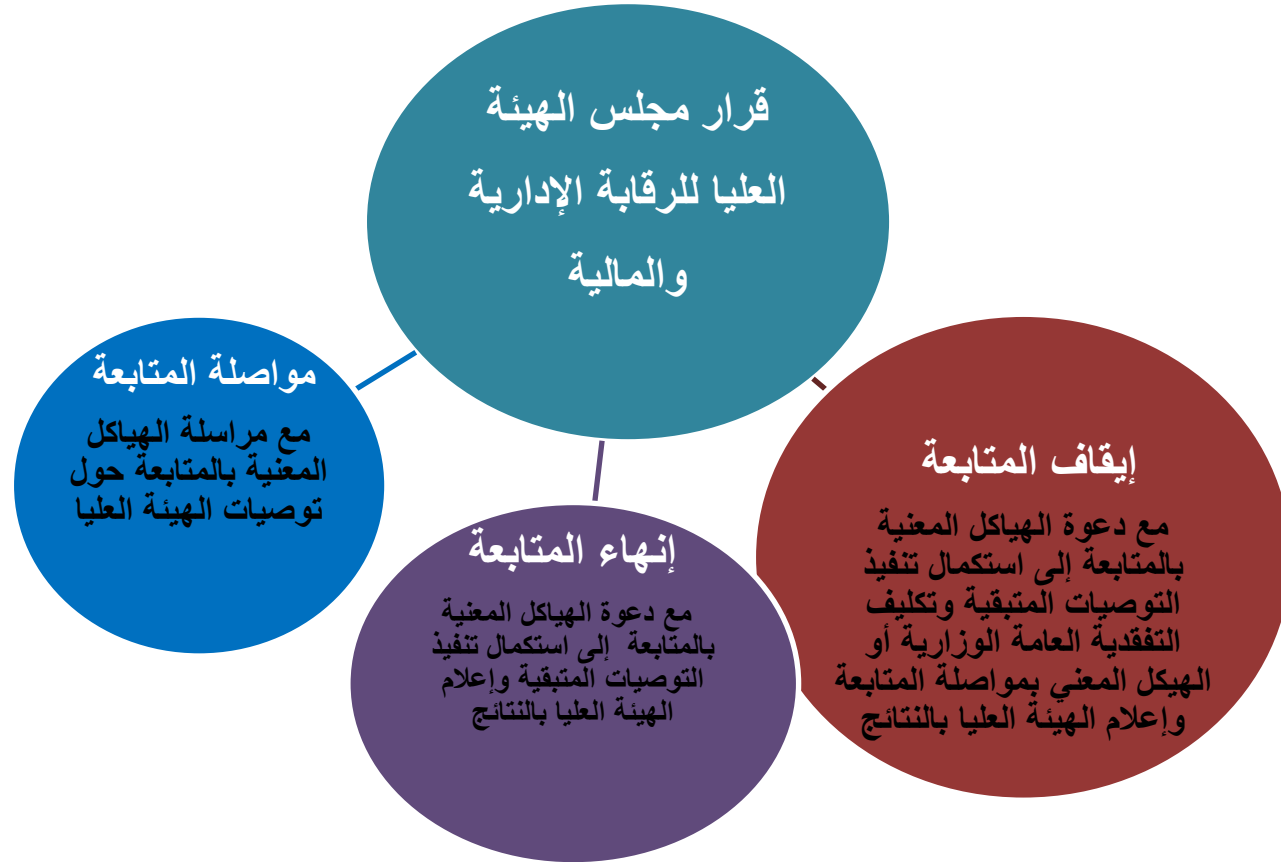 قرار مجلس الهيئة
العليا للرقابة الإدارية
والمالية
إيقاف المتابعة
مع دعوة الهياكل المعنية
بالمتابعة إلى استكمال تنفيذ
التوصيات المتبقية وتكليف
التفقدية العامة الوزارية أو
الهيكل المعني بمواصلة المتابعة
وإعلام الهيئة العليا بالنتائج
إنهاء المتابعة
مع دعوة الهياكل المعنية
بالمتابعة إلى استكمال تنفيذ
التوصيات المتبقية وإعلام
الهيئة العليا بالنتائج
مواصلة المتابعة
مع مراسلة الهياكل
المعنية بالمتابعة حول
توصيات الهيئة العليا